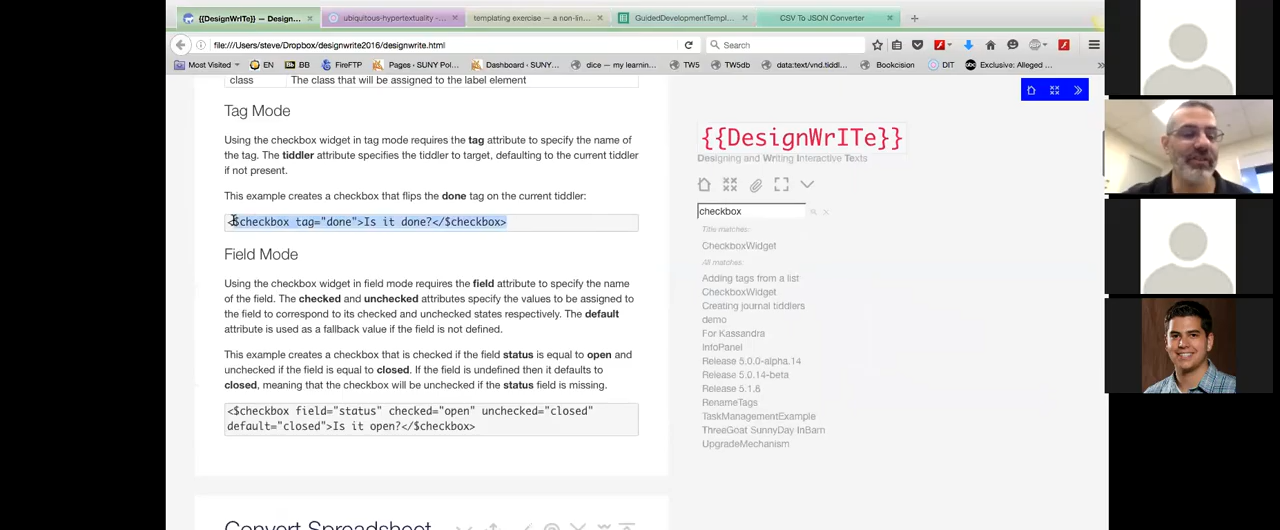 {{DesignWrITe}} — Design...
ubiquitous-hypertextuality - ...
templating exercise — a non-lin...
GuidedDevelopmentTempl...
CSV To JSON Converter
file:///Users/steve/Dropbox/designwrite2016/designwrite.html
Search
Most Visited
EN
BB
FireFTP
Pages - SUNY Pol...
Dashboard - SUNY...
dice — my learnin...
TW5
TW5db
data:text/vnd.tiddl...
Bookcision
DIT
Exclusive: Alleged ...
class The class that will be assigned to the label element
Tag Mode
Using the checkbox widget in tag mode requires the tag attribute to specify the name of
the tag. The tiddler attribute specifies the tiddler to target, defaulting to the current tiddler
if not present.
This example creates a checkbox that flips the done tag on the current tiddler:
<$checkbox tag="done">Is it done?</$checkbox>
Field Mode
Using the checkbox widget in field mode requires the field attribute to specify the name
of the field. The checked and unchecked attributes specify the values to be assigned to
the field to correspond to its checked and unchecked states respectively. The default
attribute is used as a fallback value if the field is not defined.
This example creates a checkbox that is checked if the field status is equal to open and
unchecked if the field is equal to closed. If the field is undefined then it defaults to
closed, meaning that the checkbox will be unchecked if the status field is missing.
<$checkbox field="status" checked="open" unchecked="closed"
default="closed">Is it open?</$checkbox>
Convert Spreadsheet
{{DesignWrITe}}
Designing and Writing Interactive Texts
checkbox
Title matches:
CheckboxWidget
All matches:
Adding tags from a list
CheckboxWidget
Creating journal tiddlers
demo
For Kassandra
InfoPanel
Release 5.0.0-alpha.14
Release 5.0.14-beta
Release 5.1.8
RenameTags
TaskManagementExample
ThreeGoat SunnyDay InBarn
UpgradeMechanism